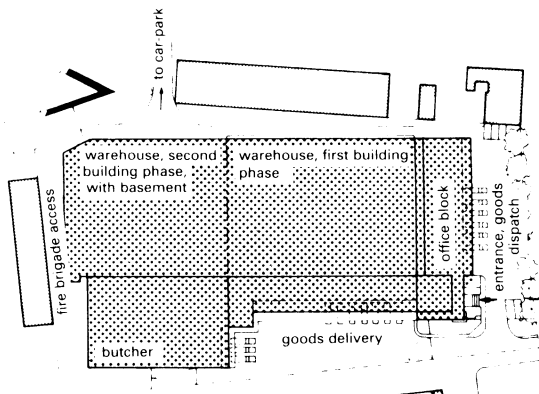 to car-park
warehouse, second
building phase,
with basement
warehouse, first building
phase
office block
entrance, goods
dispatch
fire brigade access
butcher
goods delivery